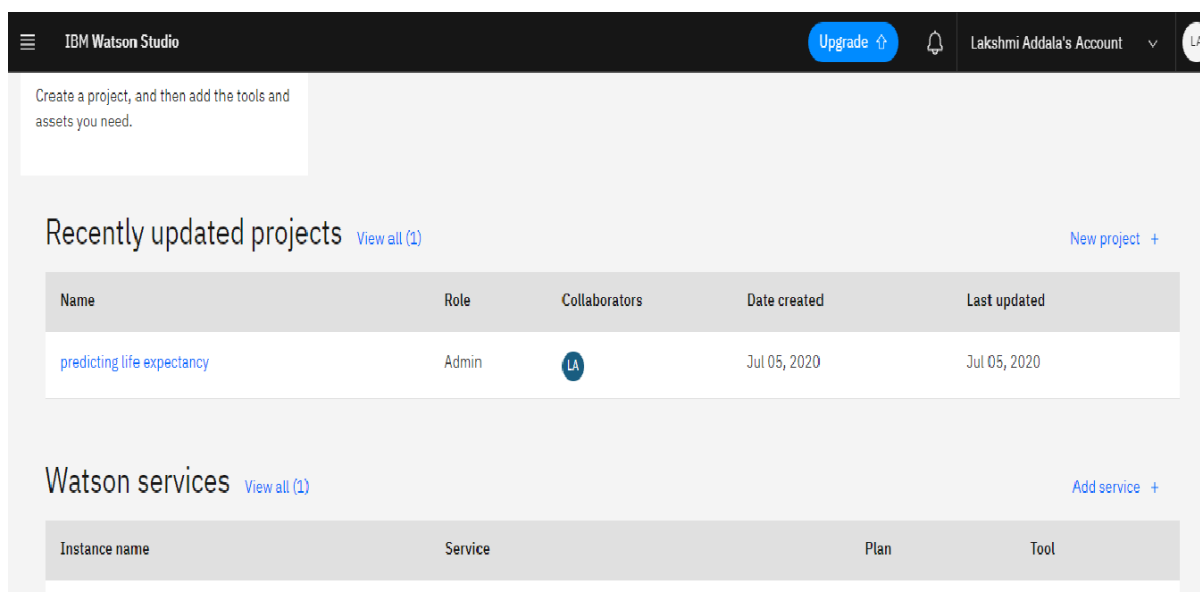 IBM Watson Studio
Upgrade
Lakshmi Addala's Account
LA
Create a project, and then add the tools and
assets you need.
Recently updated projects View all (1) New project +
Name Role Collaborators Date created Last updated
predicting life expectancy Admin LA Jul 05, 2020 Jul 05, 2020
Watson services View all (1) Add service +
Instance name Service Plan Tool